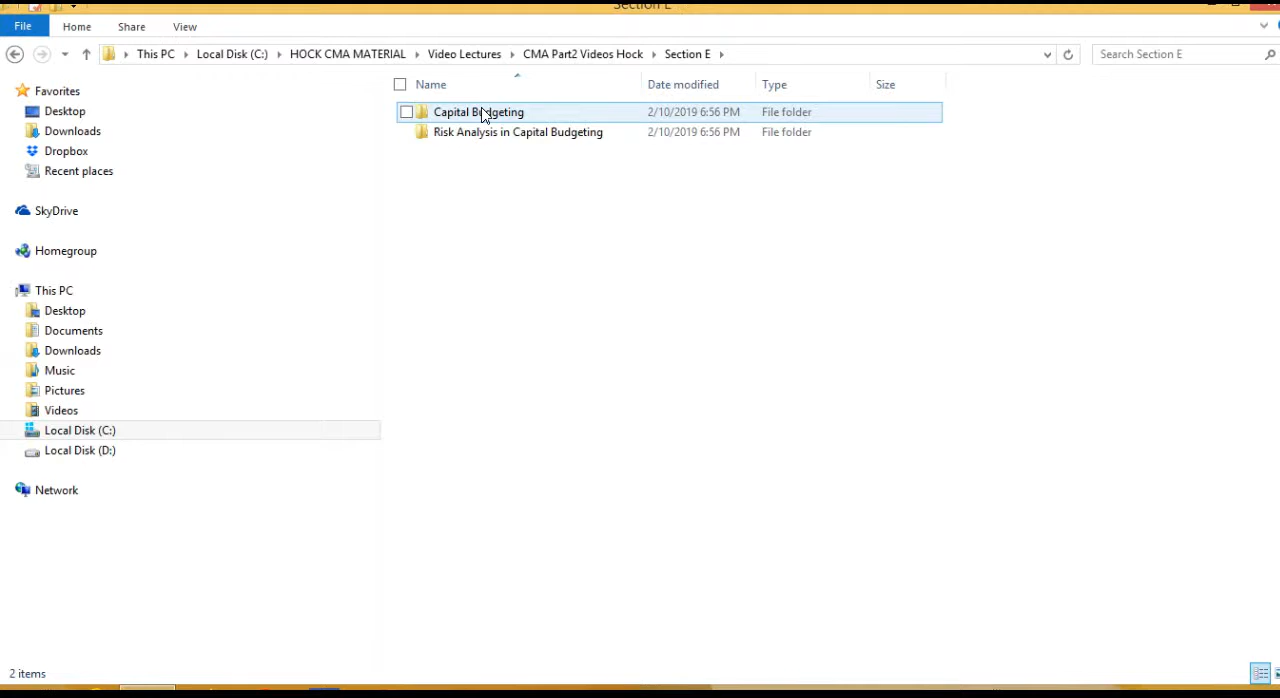 Section E
File Home Share View
This PC Local Disk (C:) HOCK CMA MATERIAL Video Lectures CMA Part2 Videos Hock Section E Search Section E
Name Date modified Type Size
Favorites
Desktop
Downloads
Dropbox
Recent places
SkyDrive
Homegroup
This PC
Desktop
Documents
Downloads
Music
Pictures
Videos
Local Disk (C:)
Local Disk (D:)
Network
Capital Budgeting 2/10/2019 6:56 PM File folder
Risk Analysis in Capital Budgeting 2/10/2019 6:56 PM File folder
2 items